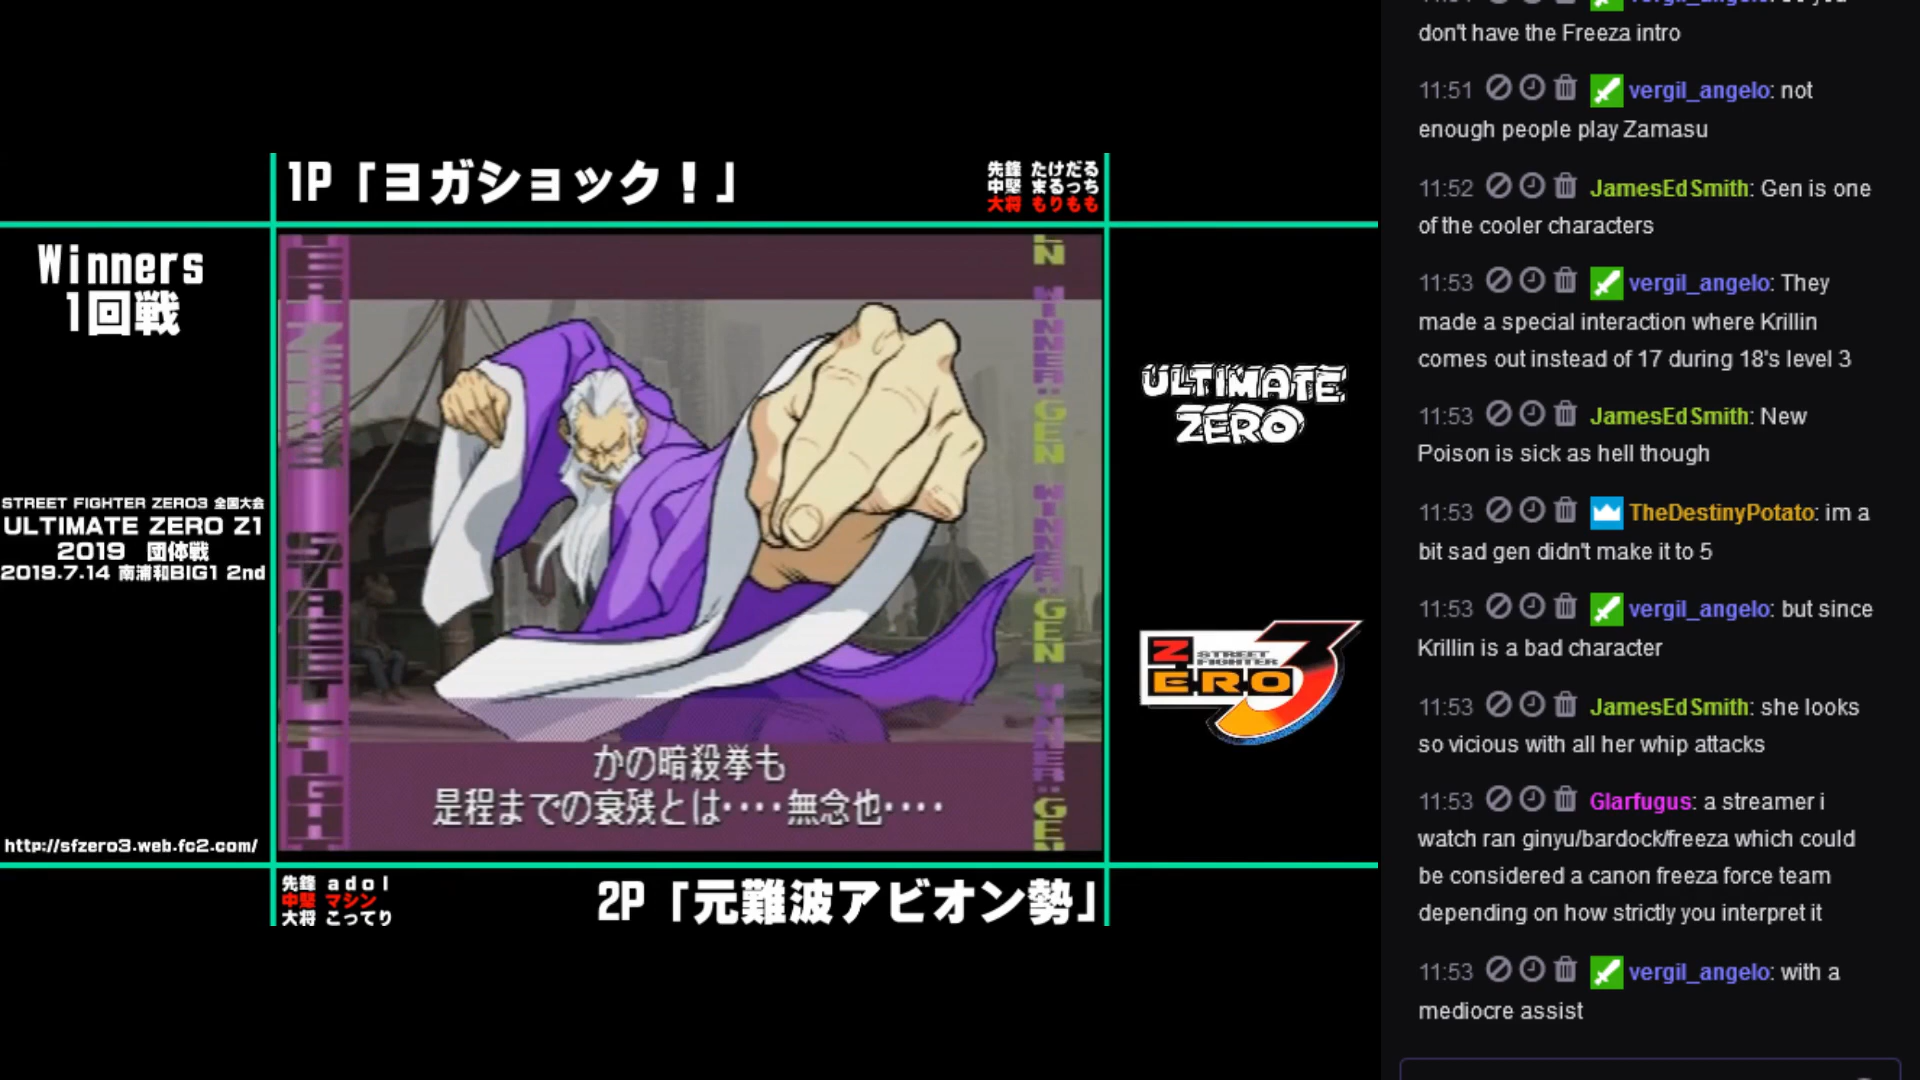 1P「ヨガショック！」
先鋒 たけだる
中堅 まるっち
大将 もりもも
Winners
1回戦
STREET FIGHTER ZERO3 全国大会
ULTIMATE ZERO Z1
2019 団体戦
2019.7.14 南浦和BIG1 2nd
http://sfzero3.web.fc2.com/
WINNER::GEN WINNER::GEN WINNER::GEN
かの暗殺拳も
是程までの衰残とは‥‥無念也‥‥
ULTIMATE
ZERO
STREET
FIGHTER
ZERO 3
先鋒 adol
中堅 マシン
大将 こってり
2P「元難波アビオン勢」
don't have the Freeza intro
11:51 vergil_angelo: not
enough people play Zamasu
11:52 JamesEdSmith: Gen is one
of the cooler characters
11:53 vergil_angelo: They
made a special interaction where Krillin
comes out instead of 17 during 18's level 3
11:53 JamesEdSmith: New
Poison is sick as hell though
11:53 TheDestinyPotato: im a
bit sad gen didn't make it to 5
11:53 vergil_angelo: but since
Krillin is a bad character
11:53 JamesEdSmith: she looks
so vicious with all her whip attacks
11:53 Glarfugus: a streamer i
watch ran ginyu/bardock/freeza which could
be considered a canon freeza force team
depending on how strictly you interpret it
11:53 vergil_angelo: with a
mediocre assist